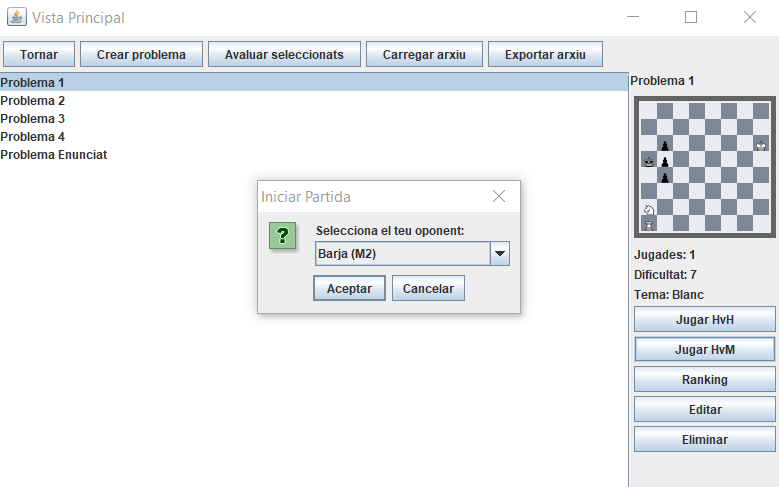 Vista Principal
Tornar Crear problema Avaluar seleccionats Carregar arxiu Exportar arxiu
Problema 1
Problema 2
Problema 3
Problema 4
Problema Enunciat
Iniciar Partida
?
Selecciona el teu oponent:
Barja (M2)
Aceptar Cancelar
Problema 1
Jugades: 1
Dificultat: 7
Tema: Blanc
Jugar HvH
Jugar HvM
Ranking
Editar
Eliminar